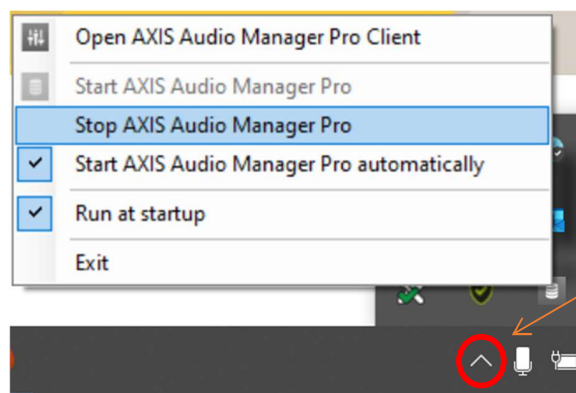 Open AXIS Audio Manager Pro Client
Start AXIS Audio Manager Pro
Stop AXIS Audio Manager Pro
Start AXIS Audio Manager Pro automatically
Run at startup
Exit